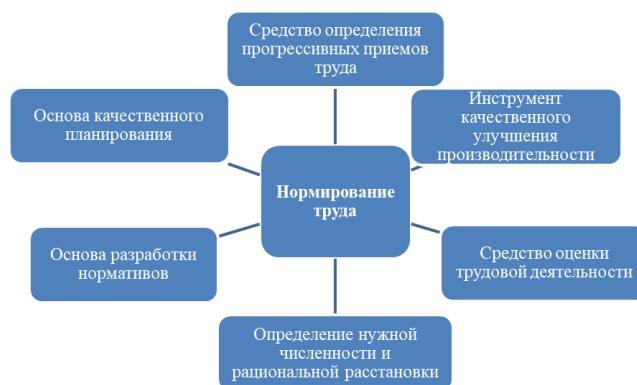 Средство определения
прогрессивных приемов
труда
Основа качественного
планирования
Инструмент
качественного
улучшения
производительности
Нормирование
труда
Основа разработки
нормативов
Средство оценки
трудовой деятельности
Определение нужной
численности и
рациональной расстановки